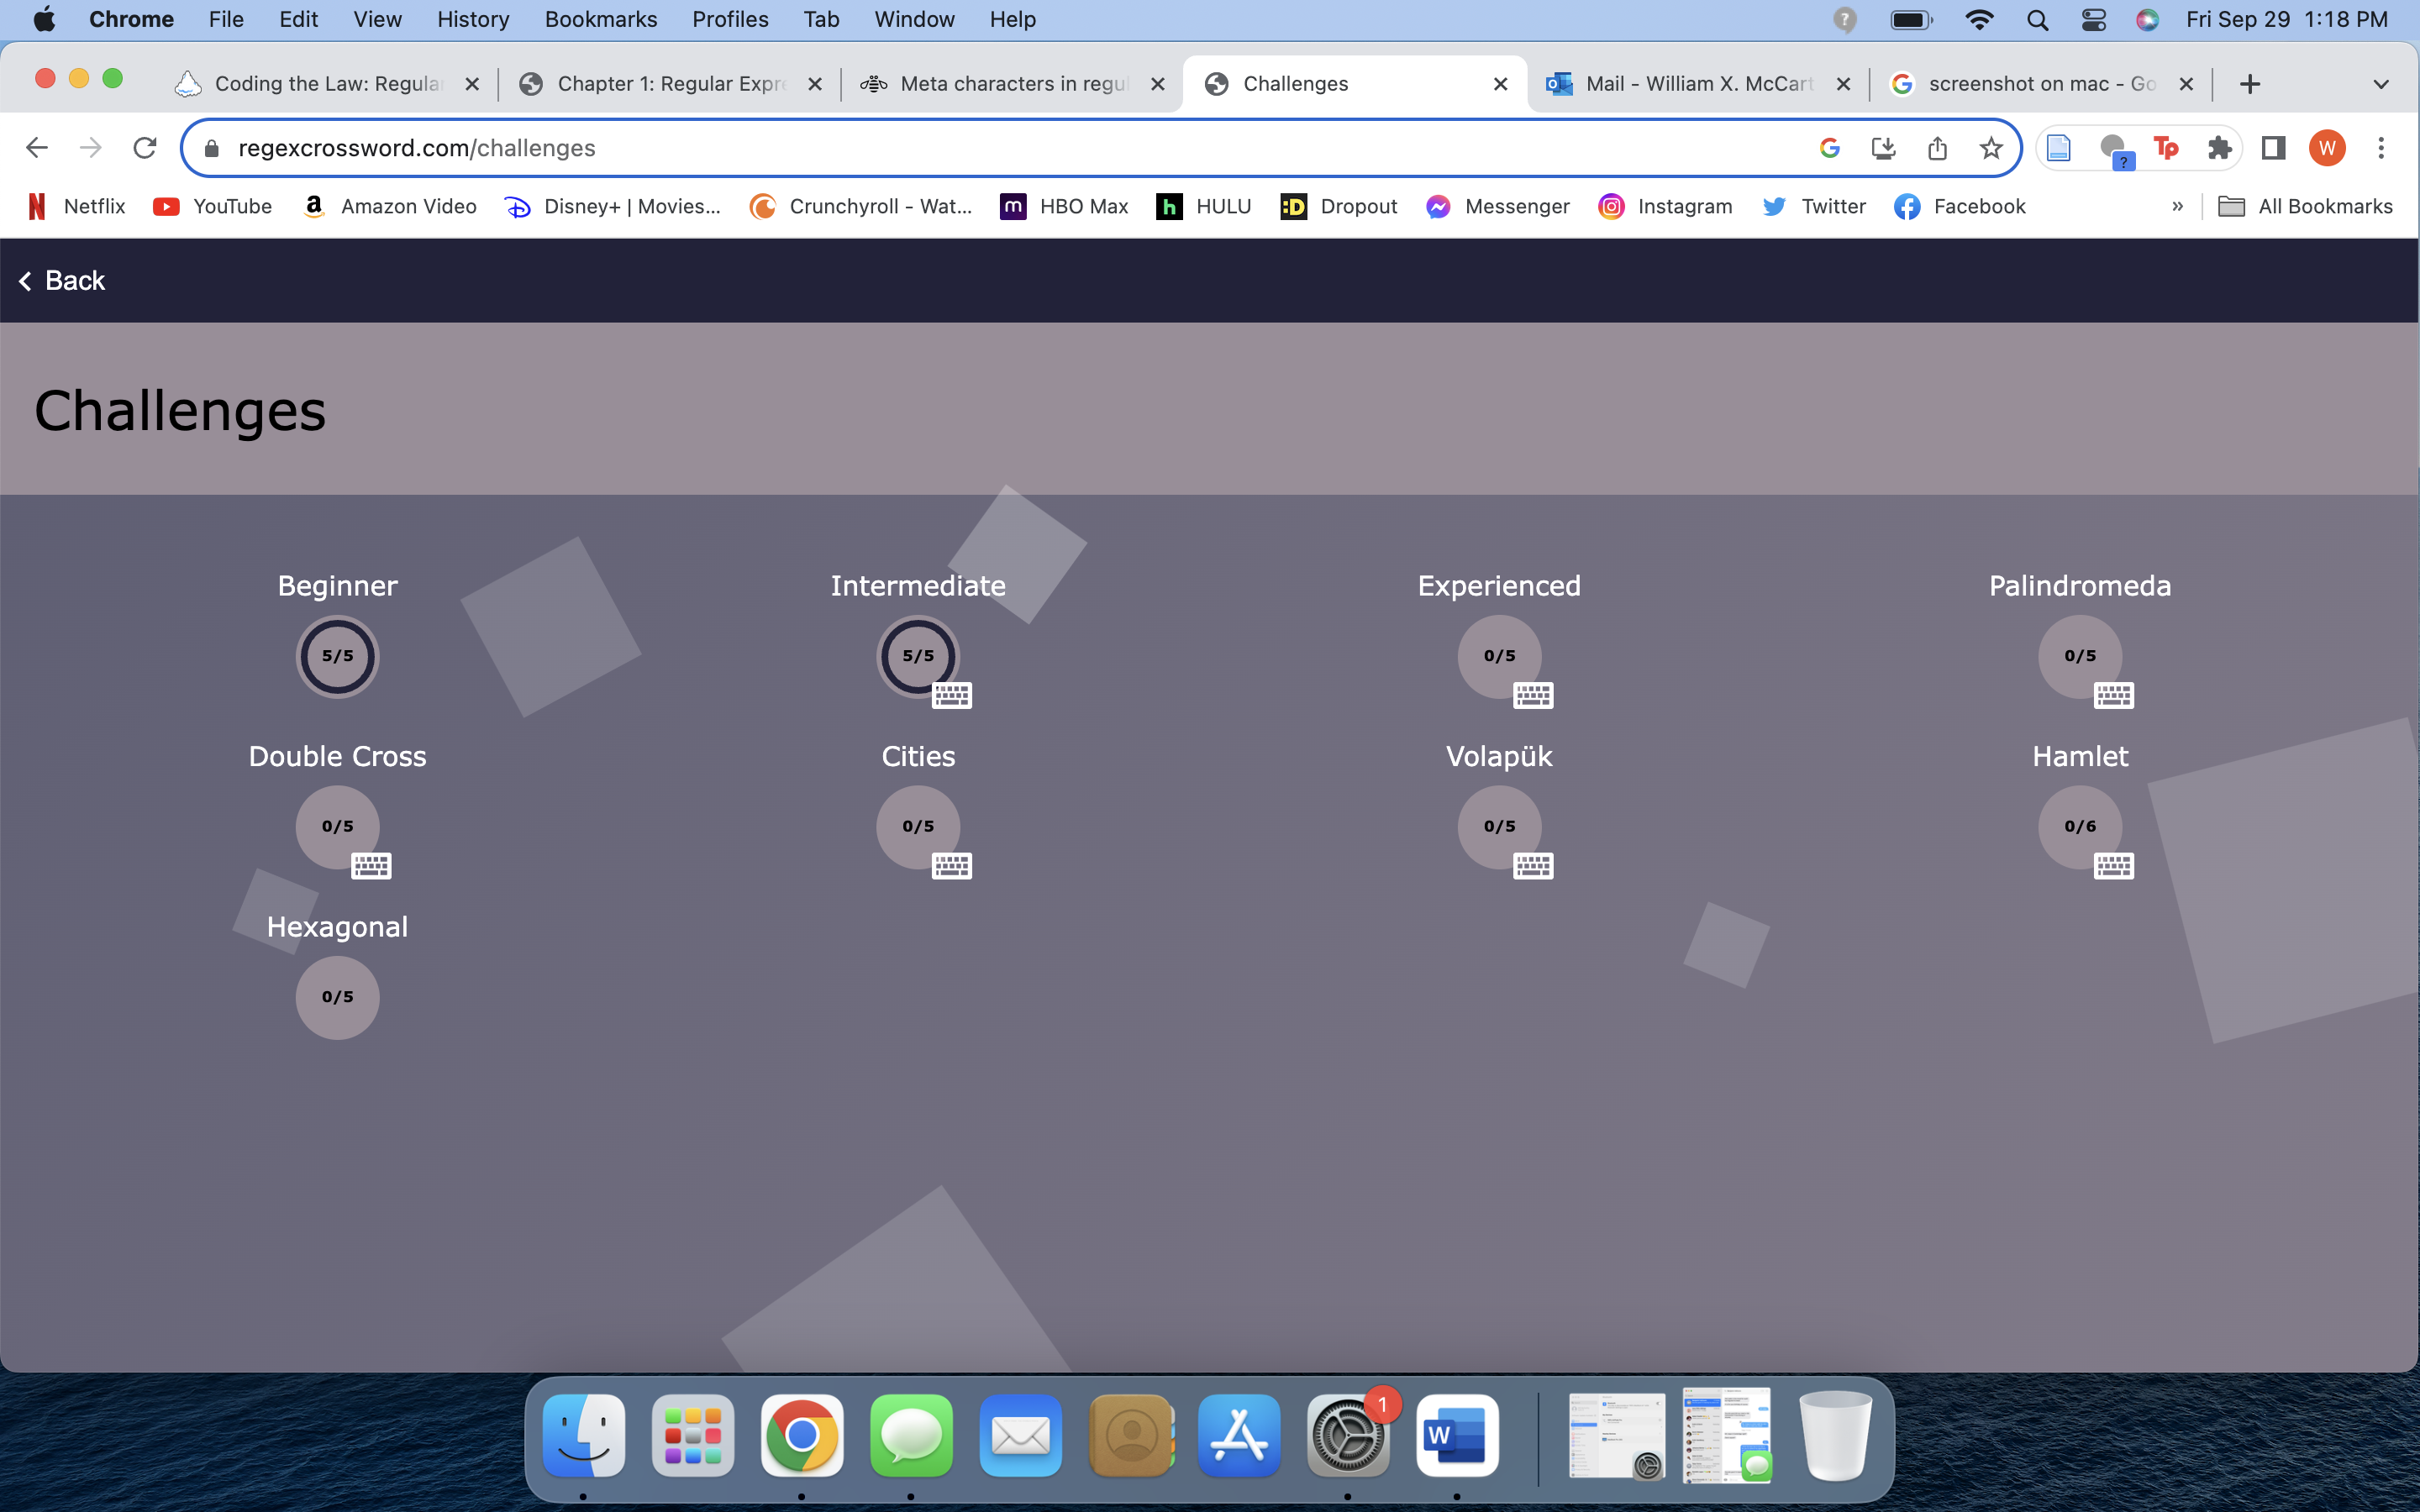 Chrome File Edit View History Bookmarks Profiles Tab Window Help Fri Sep 29 1:18 PM
Coding the Law: Regular Chapter 1: Regular Expre Meta characters in regul Challenges Mail - William X. McCart screenshot on mac - Go
regexcrossword.com/challenges W
Netflix YouTube Amazon Video Disney+ | Movies... Crunchyroll - Wat... HBO Max HULU Dropout Messenger Instagram Twitter Facebook » All Bookmarks
Back
Challenges
Beginner Intermediate Experienced Palindromeda
5/5 5/5 0/5 0/5
Double Cross Cities Volapük Hamlet
0/5 0/5 0/5 0/6
Hexagonal
0/5
1
W